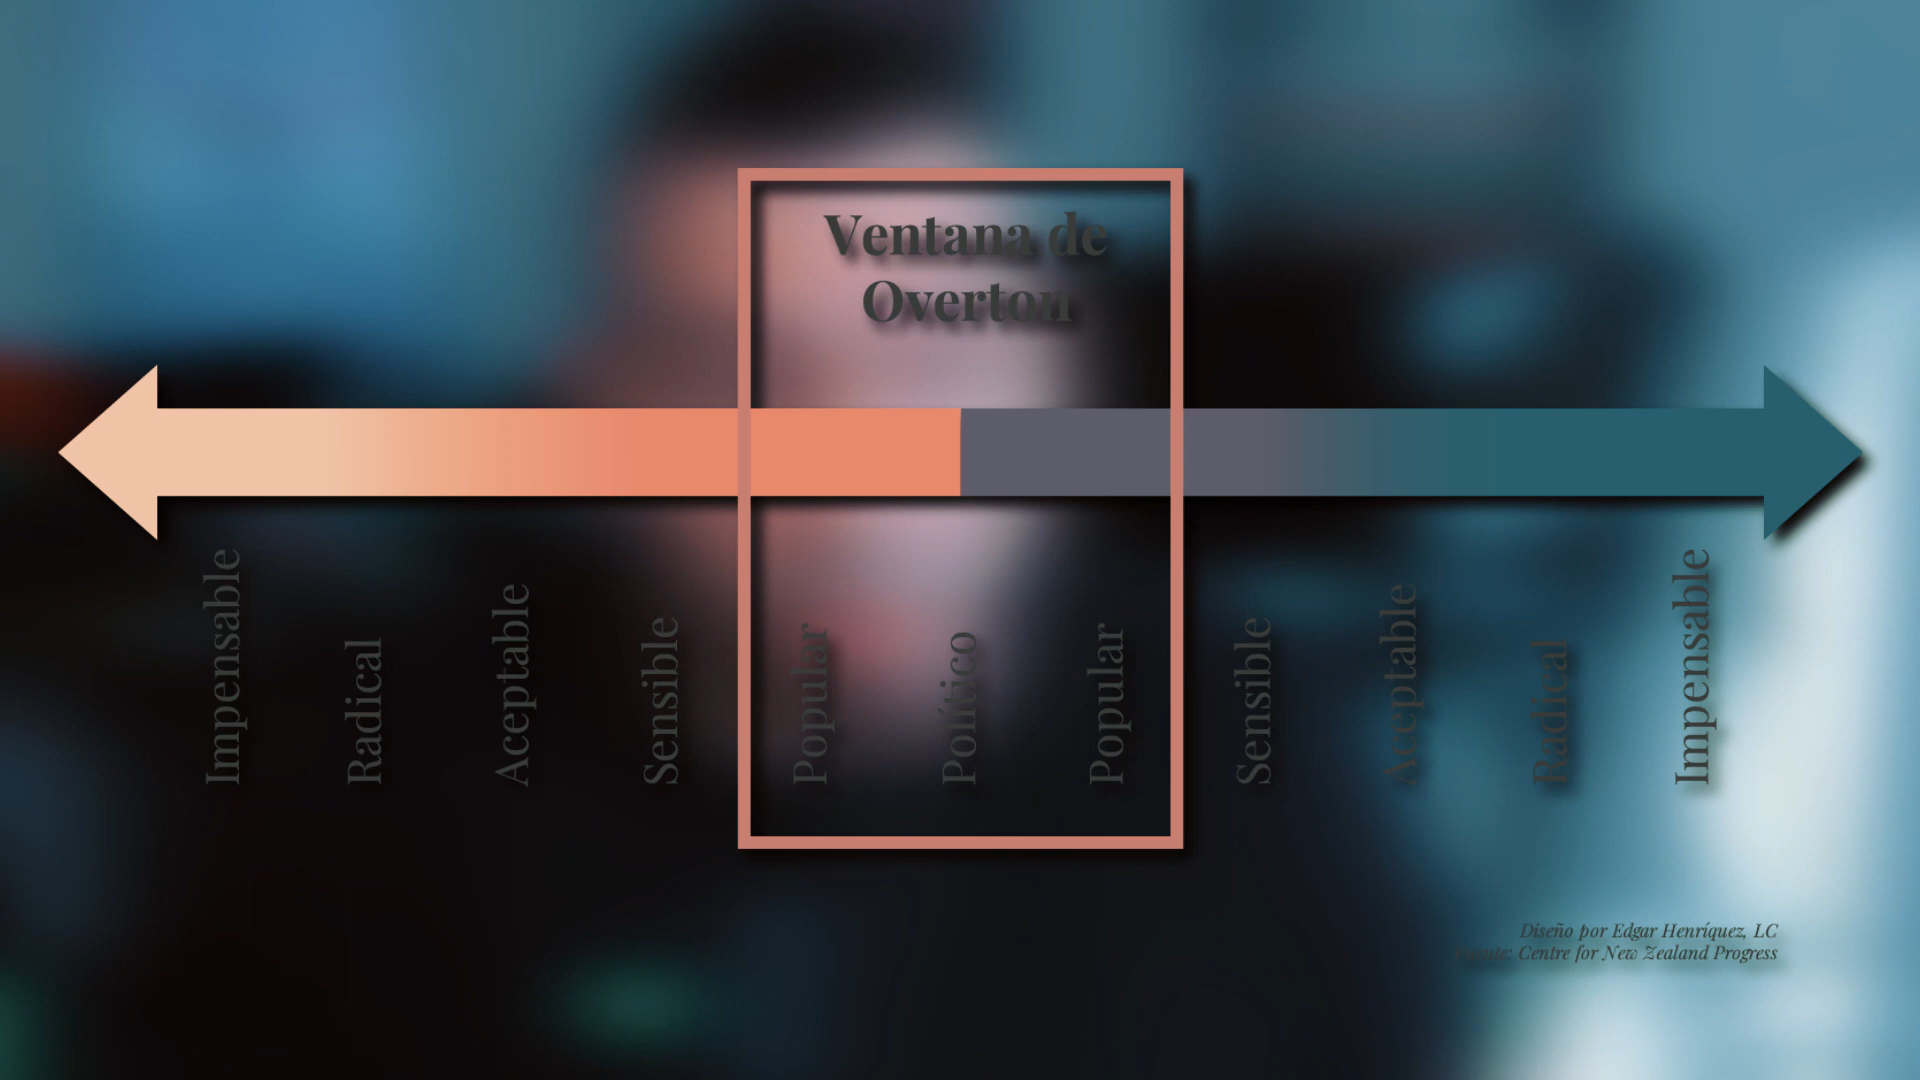 Ventana de
Overton
Impensable
Radical
Aceptable
Sensible
Popular
Político
Popular
Sensible
Aceptable
Radical
Impensable
Diseño por Edgar Henríquez, LC
Fuente: Centre for New Zealand Progress